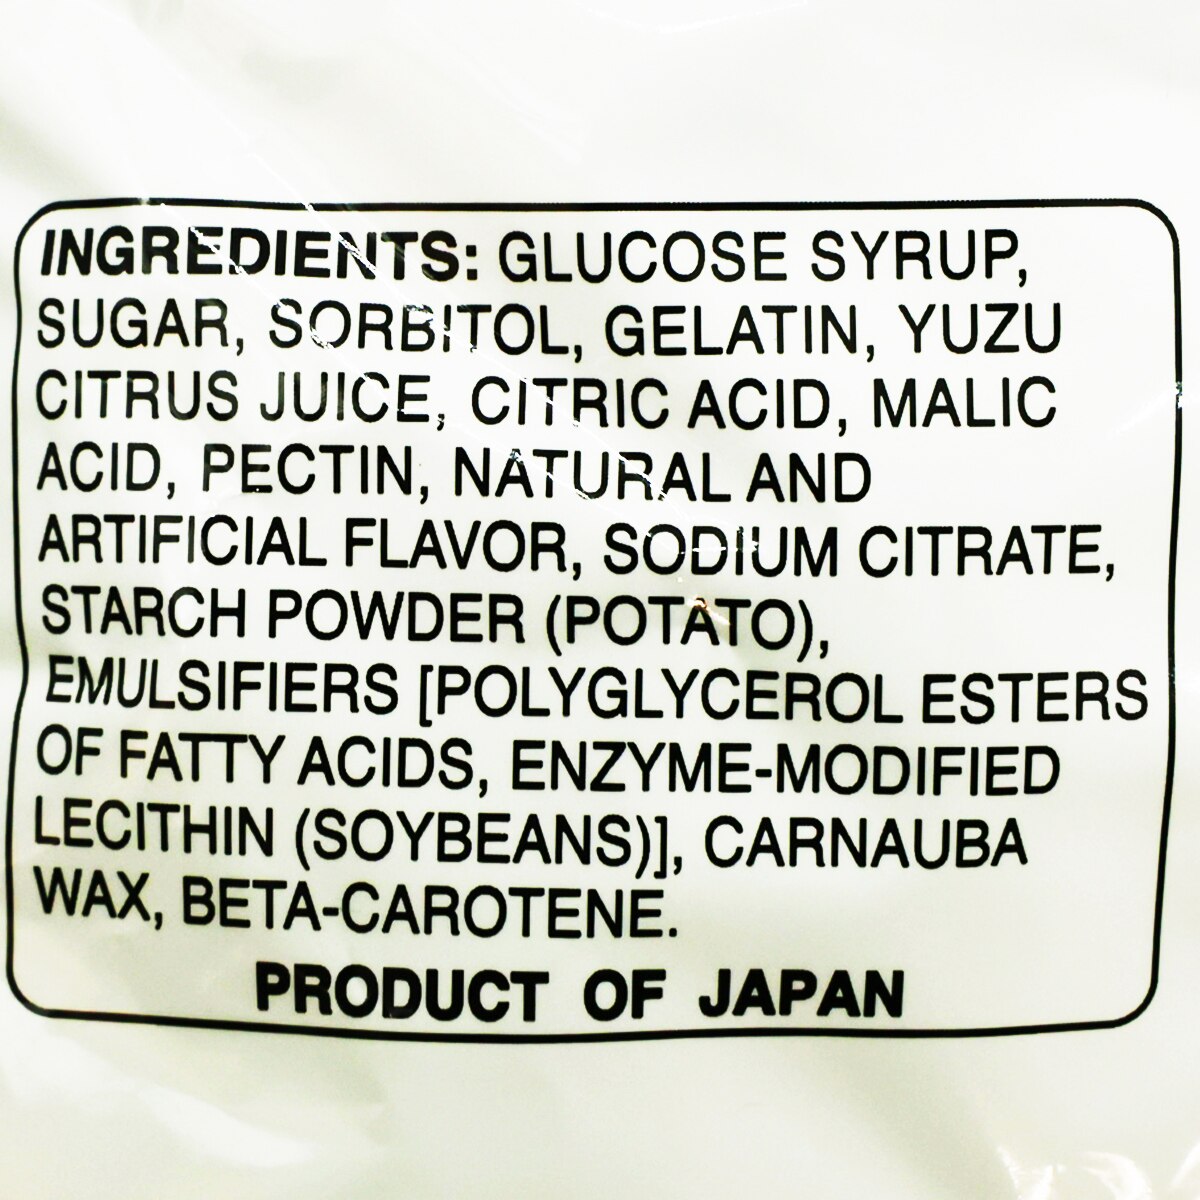 INGREDIENTS: GLUCOSE SYRUP,
SUGAR, SORBITOL, GELATIN, YUZU
CITRUS JUICE, CITRIC ACID, MALIC
ACID, PECTIN, NATURAL AND
ARTIFICIAL FLAVOR, SODIUM CITRATE,
STARCH POWDER (POTATO),
EMULSIFIERS [POLYGLYCEROL ESTERS
OF FATTY ACIDS, ENZYME-MODIFIED
LECITHIN (SOYBEANS)], CARNAUBA
WAX, BETA-CAROTENE.
PRODUCT OF JAPAN